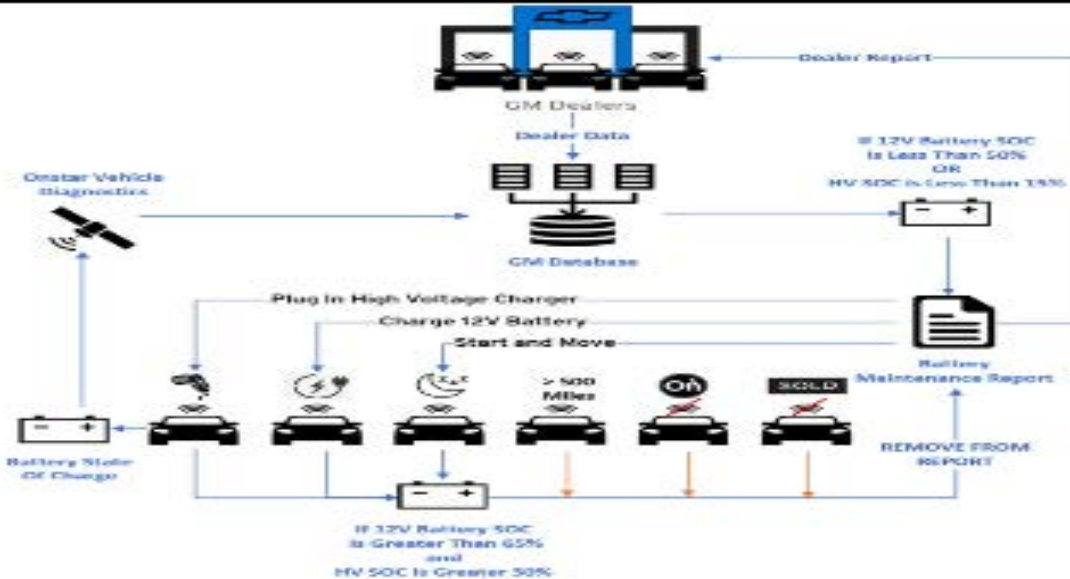 Dealer Report
GM Dealers
Dealer Data
If 12V Battery SOC
Is Less Than 50%
OR
HV SOC is Less Than 15%
Onstar Vehicle
Diagnostics
GM Database
Plug In High Voltage Charger
Charge 12V Battery
Start and Move
Battery
Maintenance Report
> 500
Miles
On
SOLD
REMOVE FROM
REPORT
Battery State
Of Charge
If 12V Battery SOC
Is Greater Than 65%
and
HV SOC Is Greater 30%